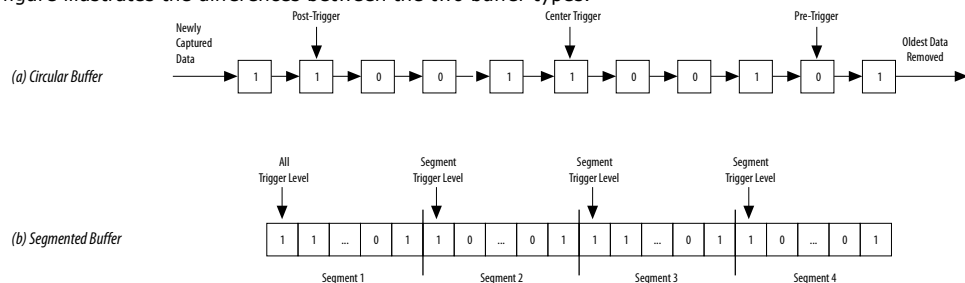 figure illustrates the differences between the two buffer types.
Post-Trigger Center Trigger Pre-Trigger
Newly
Captured
Data
Oldest Data
Removed
(a) Circular Buffer
1 1 0 0 1 1 0 0 1 0 1
All
Trigger Level
Segment
Trigger Level
Segment
Trigger Level
Segment
Trigger Level
(b) Segmented Buffer
1 1 ... 0 1 1 0 ... 0 1 1 1 ... 0 1 1 0 ... 0 1
Segment 1 Segment 2 Segment 3 Segment 4